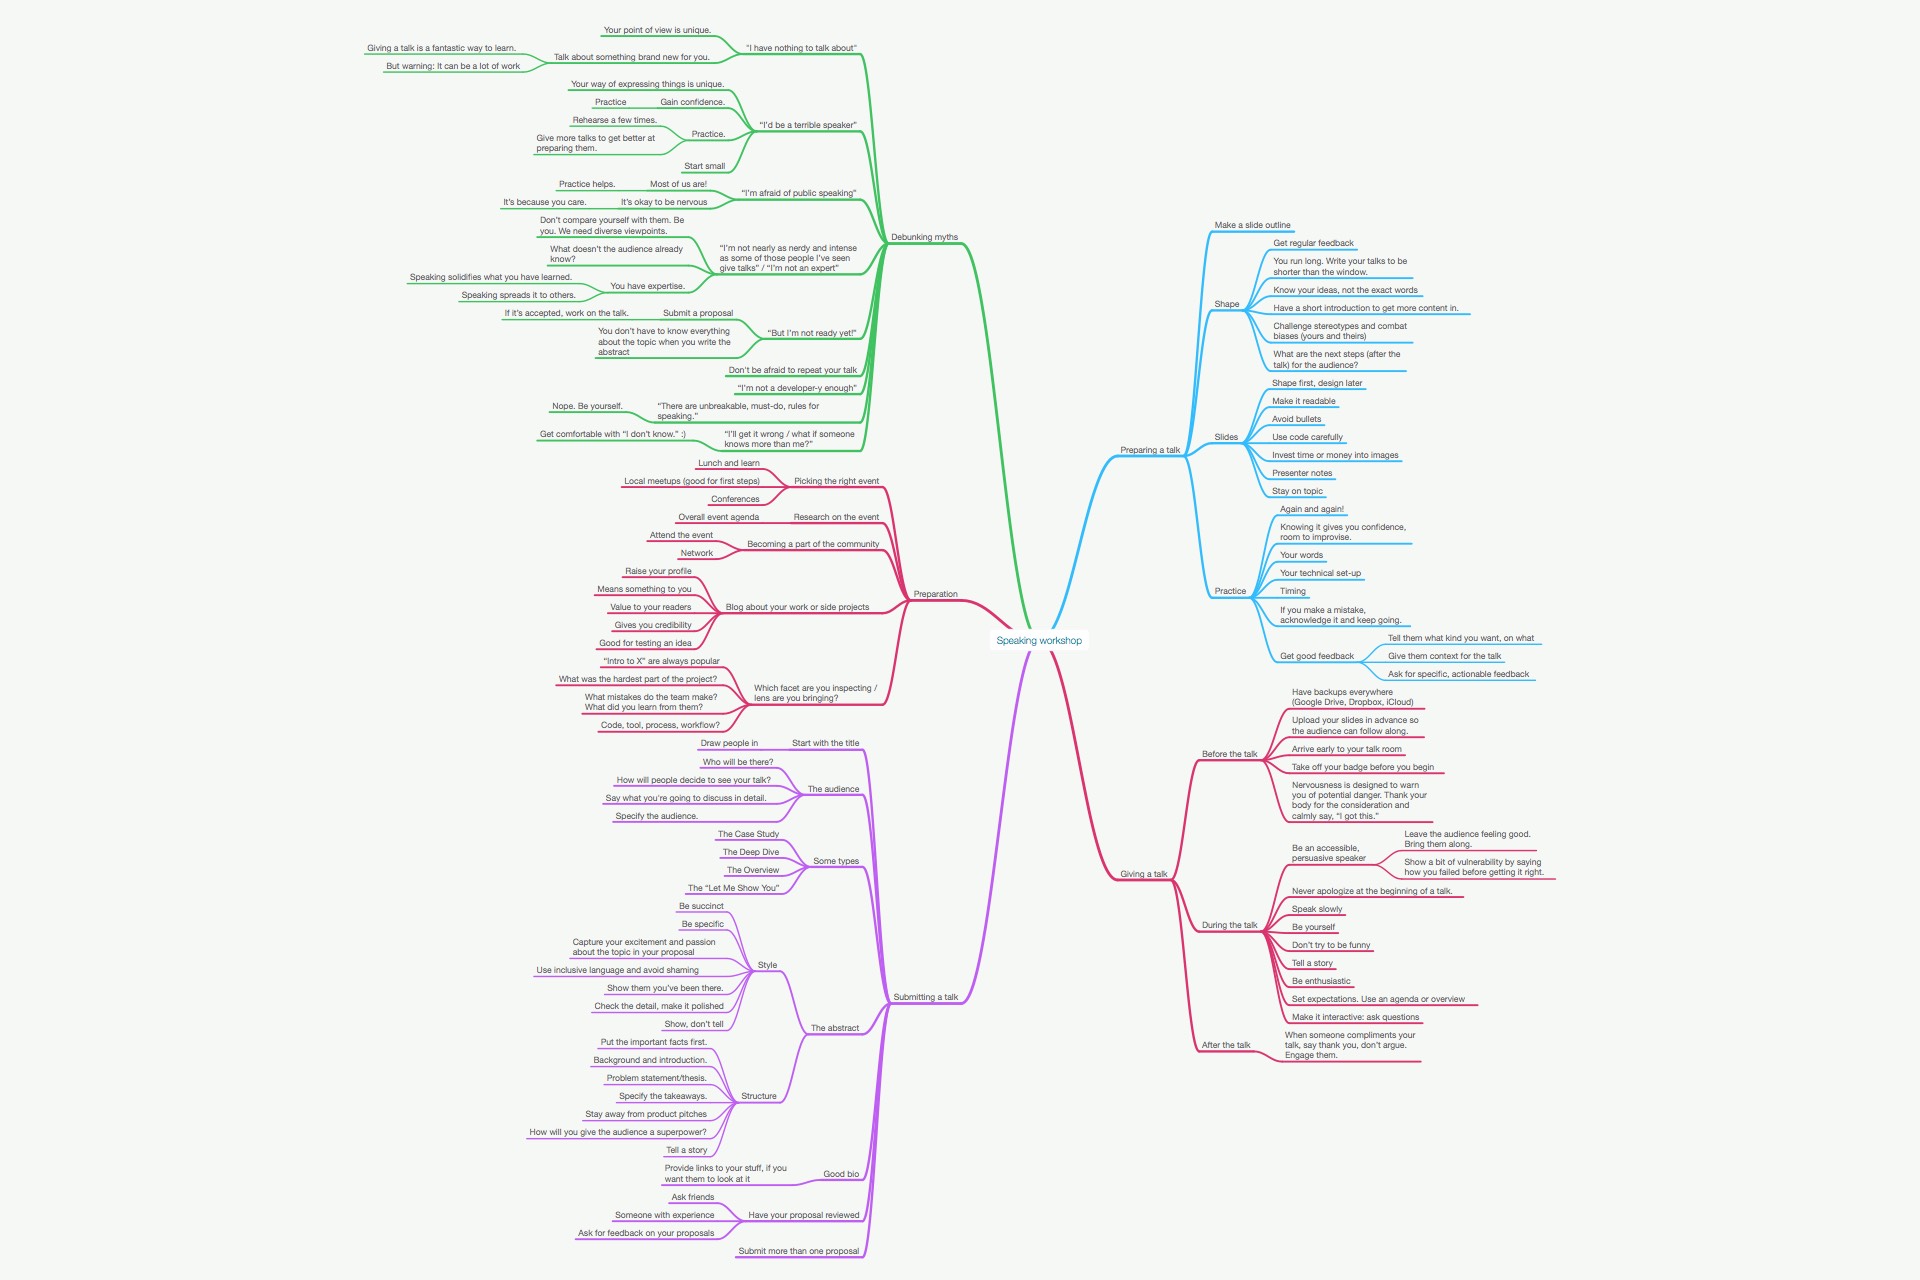 Speaking workshop
Debunking myths
"I have nothing to talk about"
Your point of view is unique.
Talk about something brand new for you.
Giving a talk is a fantastic way to learn.
But warning: It can be a lot of work
“I’d be a terrible speaker”
Your way of expressing things is unique.
Gain confidence.
Practice
Practice.
Rehearse a few times.
Give more talks to get better at
preparing them.
Start small
“I’m afraid of public speaking”
Most of us are!
Practice helps.
It’s okay to be nervous
It’s because you care.
“I’m not nearly as nerdy and intense
as some of those people I’ve seen
give talks” / “I’m not an expert”
Don’t compare yourself with them. Be
you. We need diverse viewpoints.
What doesn’t the audience already
know?
You have expertise.
Speaking solidifies what you have learned.
Speaking spreads it to others.
“But I’m not ready yet!”
Submit a proposal
If it’s accepted, work on the talk.
You don’t have to know everything
about the topic when you write the
abstract
Don’t be afraid to repeat your talk
“I’m not a developer-y enough”
“There are unbreakable, must-do, rules for
speaking.”
Nope. Be yourself.
“I’ll get it wrong / what if someone
knows more than me?”
Get comfortable with “I don’t know.” :)
Preparation
Picking the right event
Lunch and learn
Local meetups (good for first steps)
Conferences
Research on the event
Overall event agenda
Becoming a part of the community
Attend the event
Network
Blog about your work or side projects
Raise your profile
Means something to you
Value to your readers
Gives you credibility
Good for testing an idea
Which facet are you inspecting /
lens are you bringing?
“Intro to X” are always popular
What was the hardest part of the project?
What mistakes do the team make?
What did you learn from them?
Code, tool, process, workflow?
Submitting a talk
Start with the title
Draw people in
The audience
Who will be there?
How will people decide to see your talk?
Say what you’re going to discuss in detail.
Specify the audience.
Some types
The Case Study
The Deep Dive
The Overview
The “Let Me Show You”
The abstract
Style
Be succinct
Be specific
Capture your excitement and passion
about the topic in your proposal
Use inclusive language and avoid shaming
Show them you’ve been there.
Check the detail, make it polished
Show, don’t tell
Structure
Put the important facts first.
Background and introduction.
Problem statement/thesis.
Specify the takeaways.
Stay away from product pitches
How will you give the audience a superpower?
Tell a story
Good bio
Provide links to your stuff, if you
want them to look at it
Have your proposal reviewed
Ask friends
Someone with experience
Ask for feedback on your proposals
Submit more than one proposal
Preparing a talk
Make a slide outline
Shape
Get regular feedback
You run long. Write your talks to be
shorter than the window.
Know your ideas, not the exact words
Have a short introduction to get more content in.
Challenge stereotypes and combat
biases (yours and theirs)
What are the next steps (after the
talk) for the audience?
Slides
Shape first, design later
Make it readable
Avoid bullets
Use code carefully
Invest time or money into images
Presenter notes
Stay on topic
Practice
Again and again!
Knowing it gives you confidence,
room to improvise.
Your words
Your technical set-up
Timing
If you make a mistake,
acknowledge it and keep going.
Get good feedback
Tell them what kind you want, on what
Give them context for the talk
Ask for specific, actionable feedback
Giving a talk
Before the talk
Have backups everywhere
(Google Drive, Dropbox, iCloud)
Upload your slides in advance so
the audience can follow along.
Arrive early to your talk room
Take off your badge before you begin
Nervousness is designed to warn
you of potential danger. Thank your
body for the consideration and
calmly say, “I got this.”
During the talk
Be an accessible,
persuasive speaker
Leave the audience feeling good.
Bring them along.
Show a bit of vulnerability by saying
how you failed before getting it right.
Never apologize at the beginning of a talk.
Speak slowly
Be yourself
Don’t try to be funny
Tell a story
Be enthusiastic
Set expectations. Use an agenda or overview
Make it interactive: ask questions
After the talk
When someone compliments your
talk, say thank you, don’t argue.
Engage them.